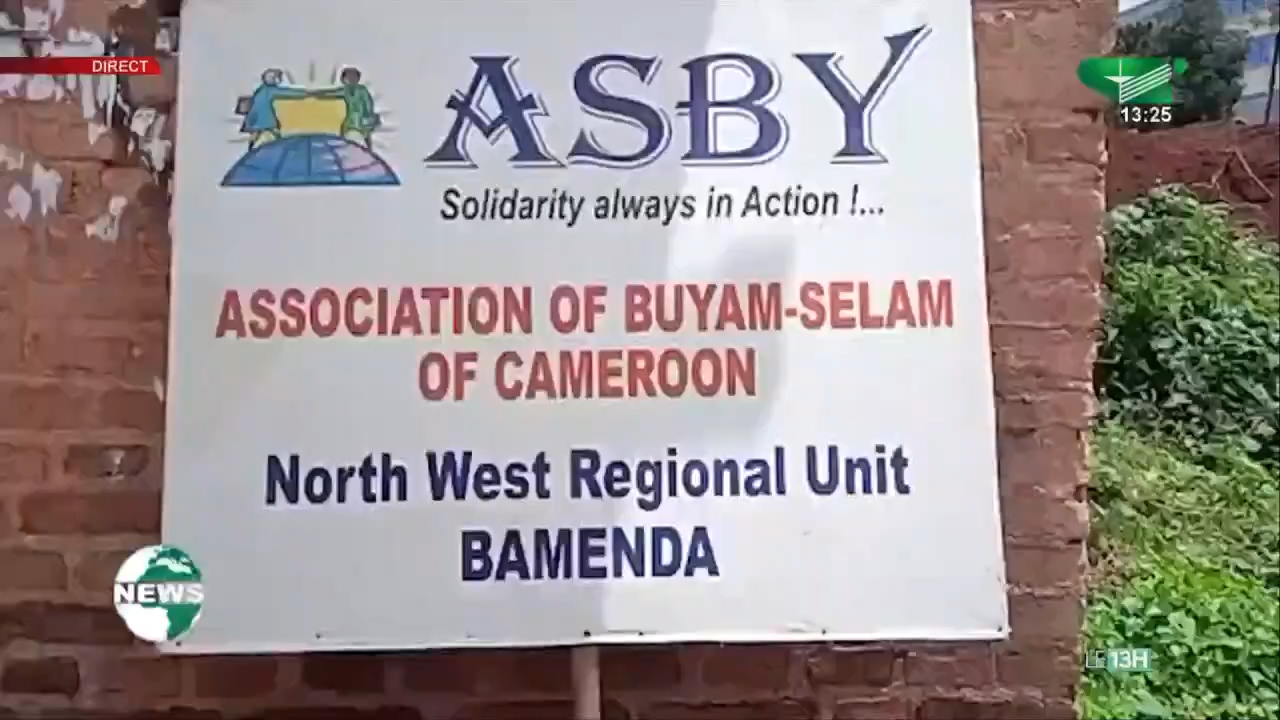 DIRECT
13:25
ASBY
Solidarity always in Action !...
ASSOCIATION OF BUYAM-SELAM
OF CAMEROON
North West Regional Unit
BAMENDA
NEWS
LE 13H